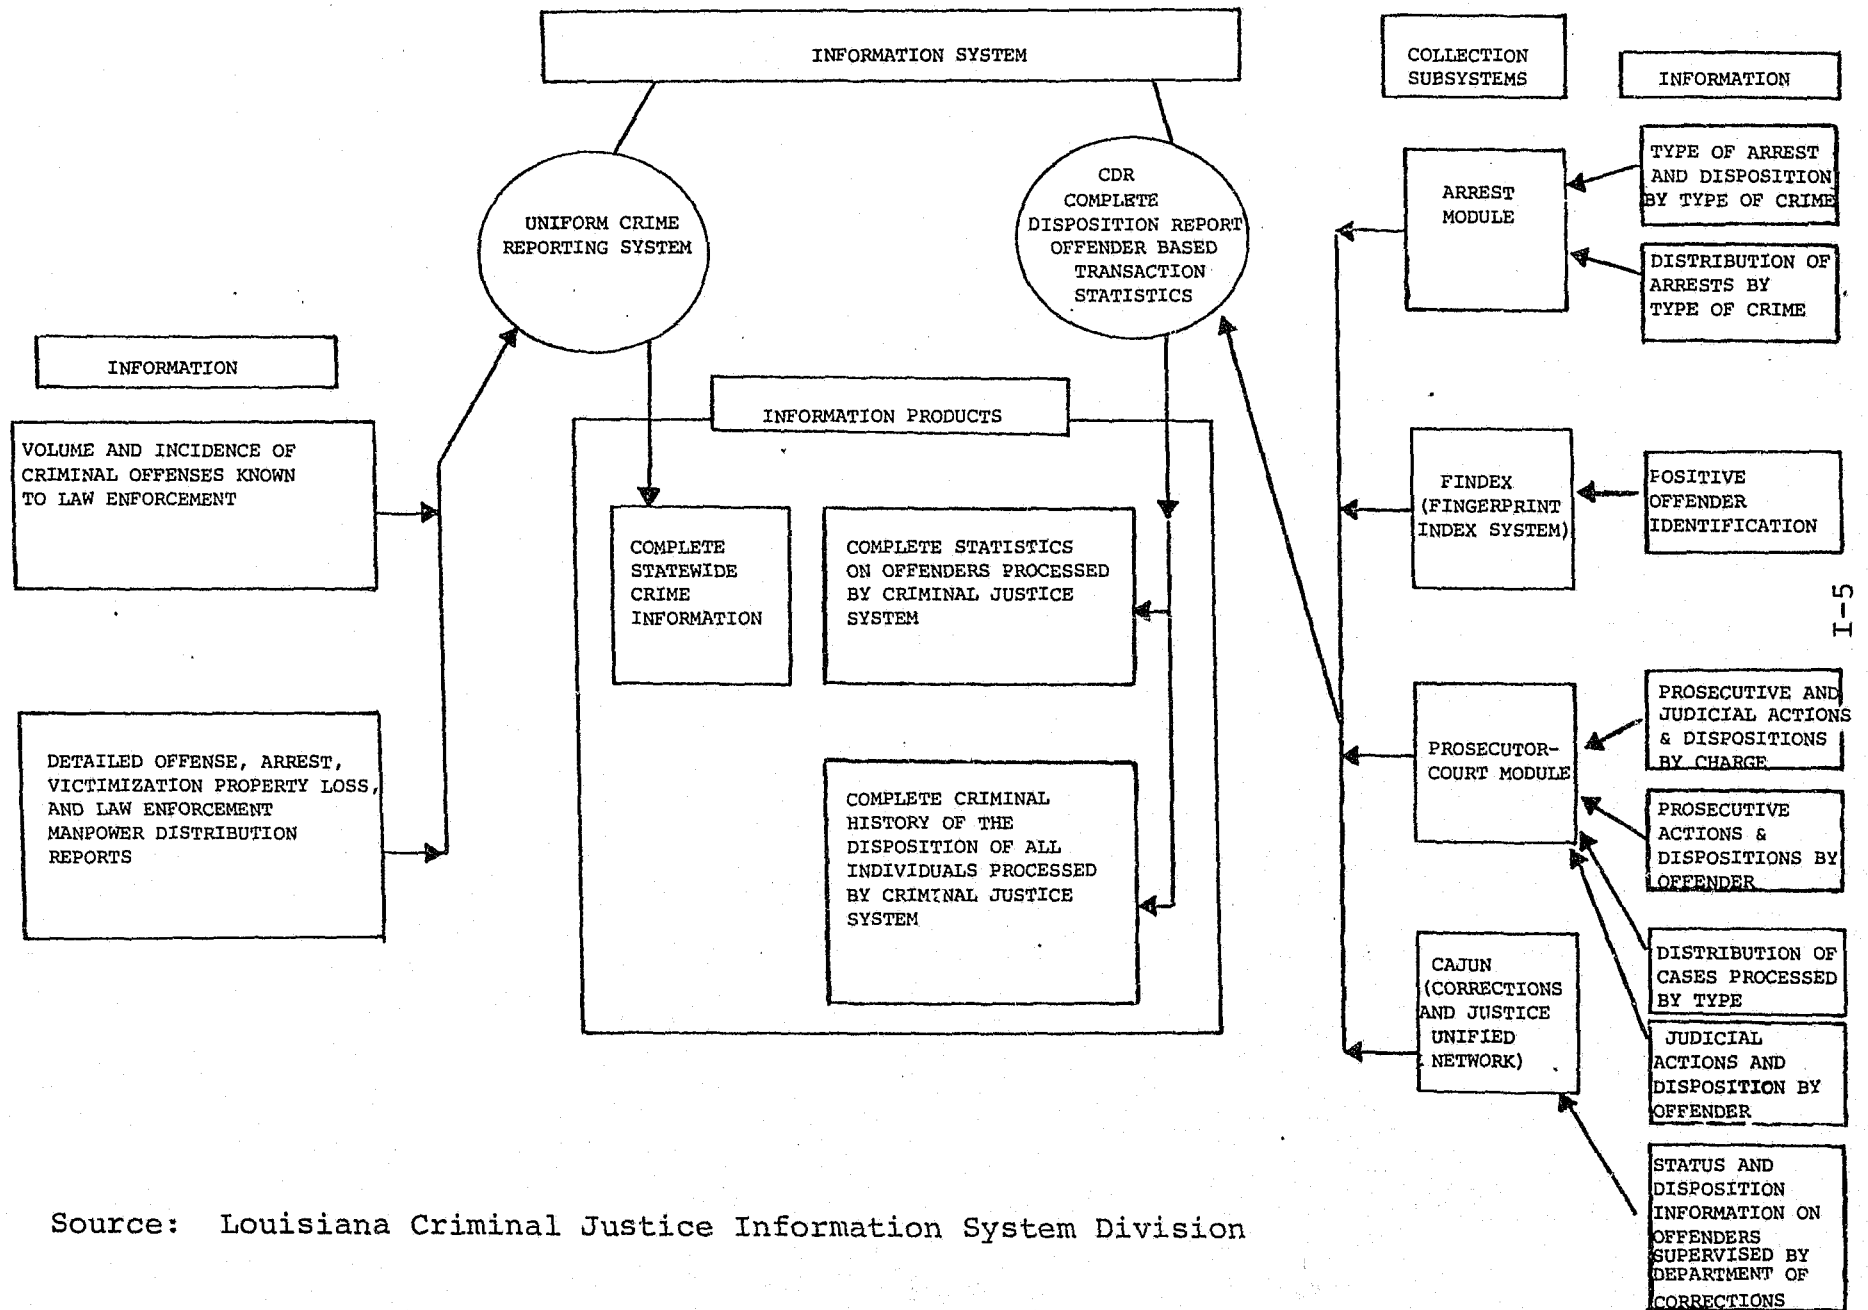 INFORMATION SYSTEM
COLLECTION
SUBSYSTEMS
INFORMATION
UNIFORM CRIME
REPORTING SYSTEM
CDR
COMPLETE
DISPOSITION REPORT
OFFENDER BASED
TRANSACTION
STATISTICS
ARREST
MODULE
TYPE OF ARREST
AND DISPOSITION
BY TYPE OF CRIME
DISTRIBUTION OF
ARRESTS BY
TYPE OF CRIME
INFORMATION
VOLUME AND INCIDENCE OF
CRIMINAL OFFENSES KNOWN
TO LAW ENFORCEMENT
DETAILED OFFENSE, ARREST,
VICTIMIZATION PROPERTY LOSS,
AND LAW ENFORCEMENT
MANPOWER DISTRIBUTION
REPORTS
INFORMATION PRODUCTS
COMPLETE
STATEWIDE
CRIME
INFORMATION
COMPLETE STATISTICS
ON OFFENDERS PROCESSED
BY CRIMINAL JUSTICE
SYSTEM
COMPLETE CRIMINAL
HISTORY OF THE
DISPOSITION OF ALL
INDIVIDUALS PROCESSED
BY CRIMINAL JUSTICE
SYSTEM
FINDEX
(FINGERPRINT
INDEX SYSTEM)
POSITIVE
OFFENDER
IDENTIFICATION
I-5
PROSECUTOR-
COURT MODULE
PROSECUTIVE AND
JUDICIAL ACTIONS
& DISPOSITIONS
BY CHARGE
PROSECUTIVE
ACTIONS &
DISPOSITIONS BY
OFFENDER
DISTRIBUTION OF
CASES PROCESSED
BY TYPE
JUDICIAL
ACTIONS AND
DISPOSITION BY
OFFENDER
CAJUN
(CORRECTIONS
AND JUSTICE
UNIFIED
NETWORK)
STATUS AND
DISPOSITION
INFORMATION ON
OFFENDERS
SUPERVISED BY
DEPARTMENT OF
CORRECTIONS
Source: Louisiana Criminal Justice Information System Division